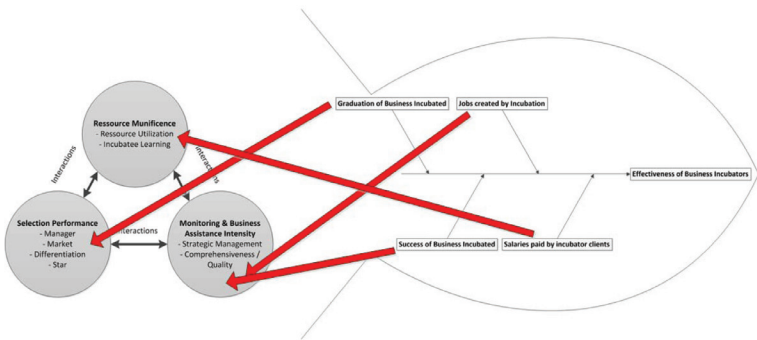 Graduation of Business Incubated
Jobs created by Incubation
Ressource Munificence
- Ressource Utilization
- Incubatee Learning
Interactions
Interactions
Effectiveness of Business Incubators
Selection Performance
- Manager
- Market
- Differentiation
- Star
Interactions
Monitoring & Business
Assistance Intensity
- Strategic Management
- Comprehensiveness /
Quality
Success of Business Incubated
Salaries paid by incubator clients